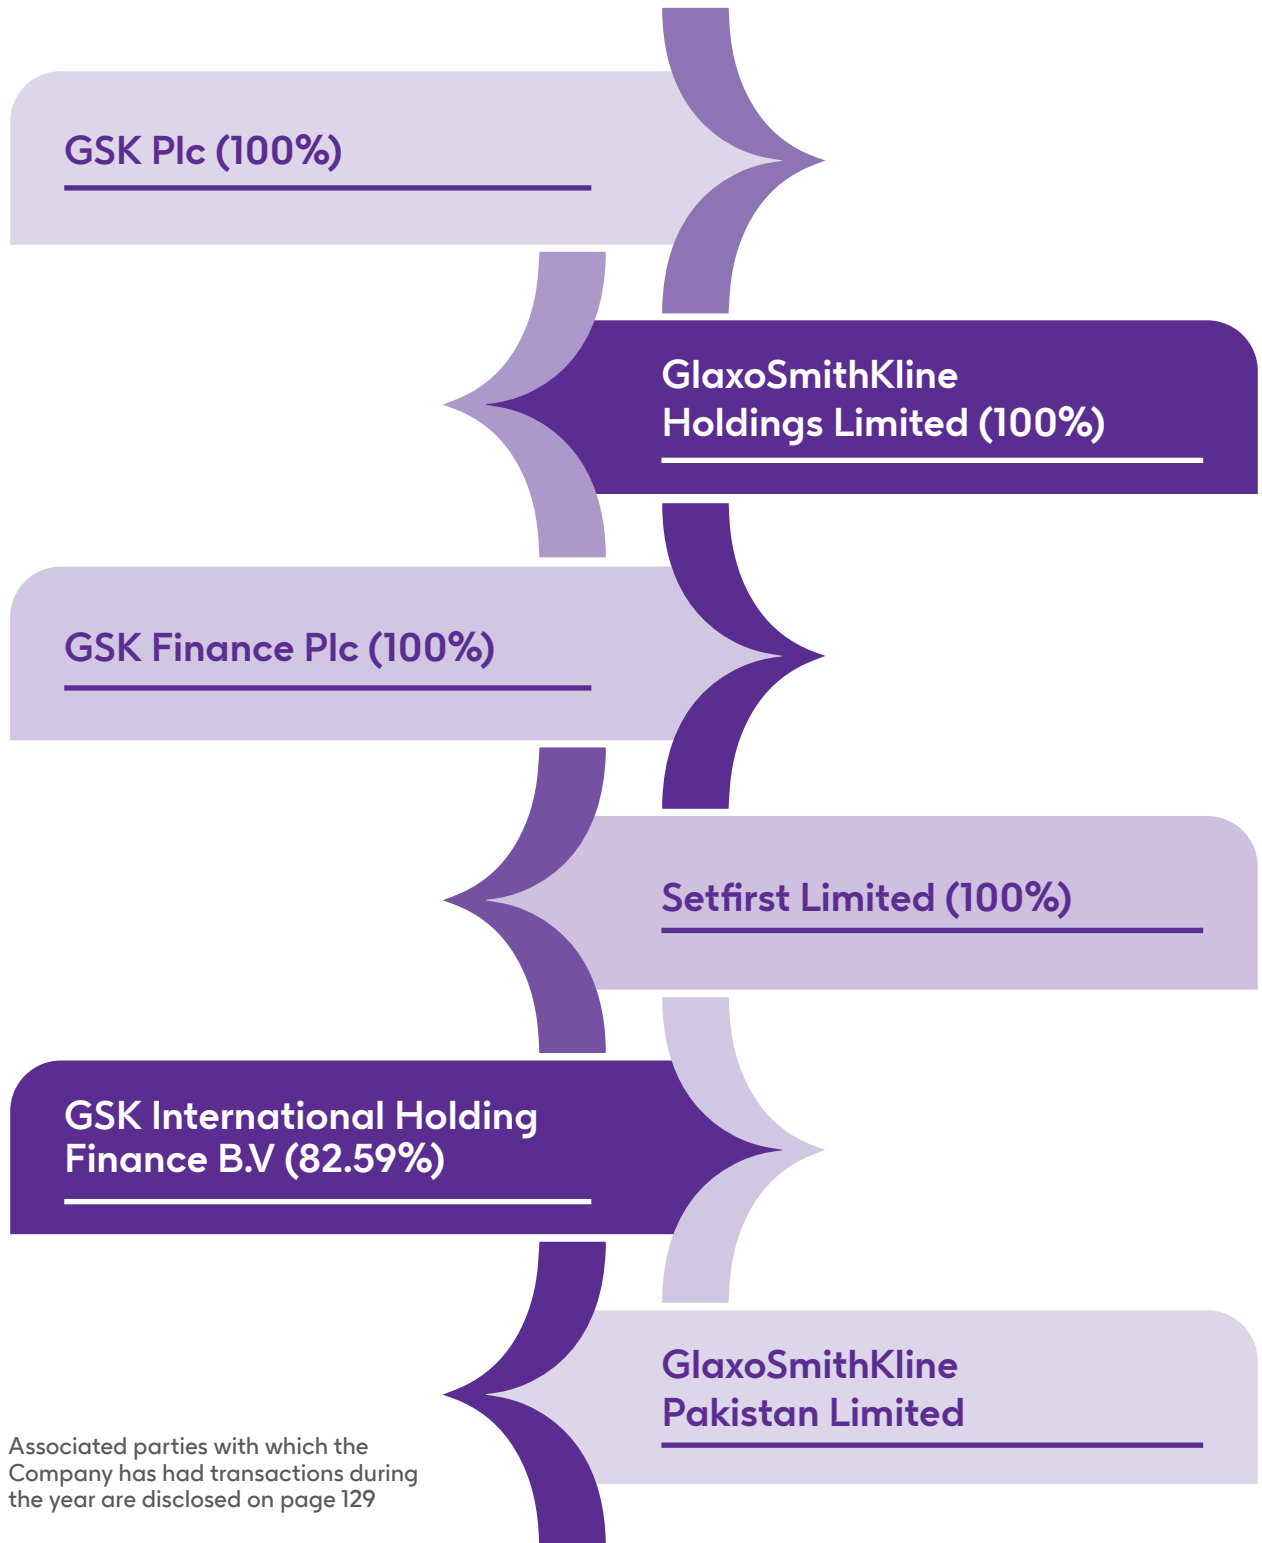 GSK Plc (100%)
GlaxoSmithKline
Holdings Limited (100%)
GSK Finance Plc (100%)
Setfirst Limited (100%)
GSK International Holding
Finance B.V (82.59%)
GlaxoSmithKline
Pakistan Limited
Associated parties with which the
Company has had transactions during
the year are disclosed on page 129